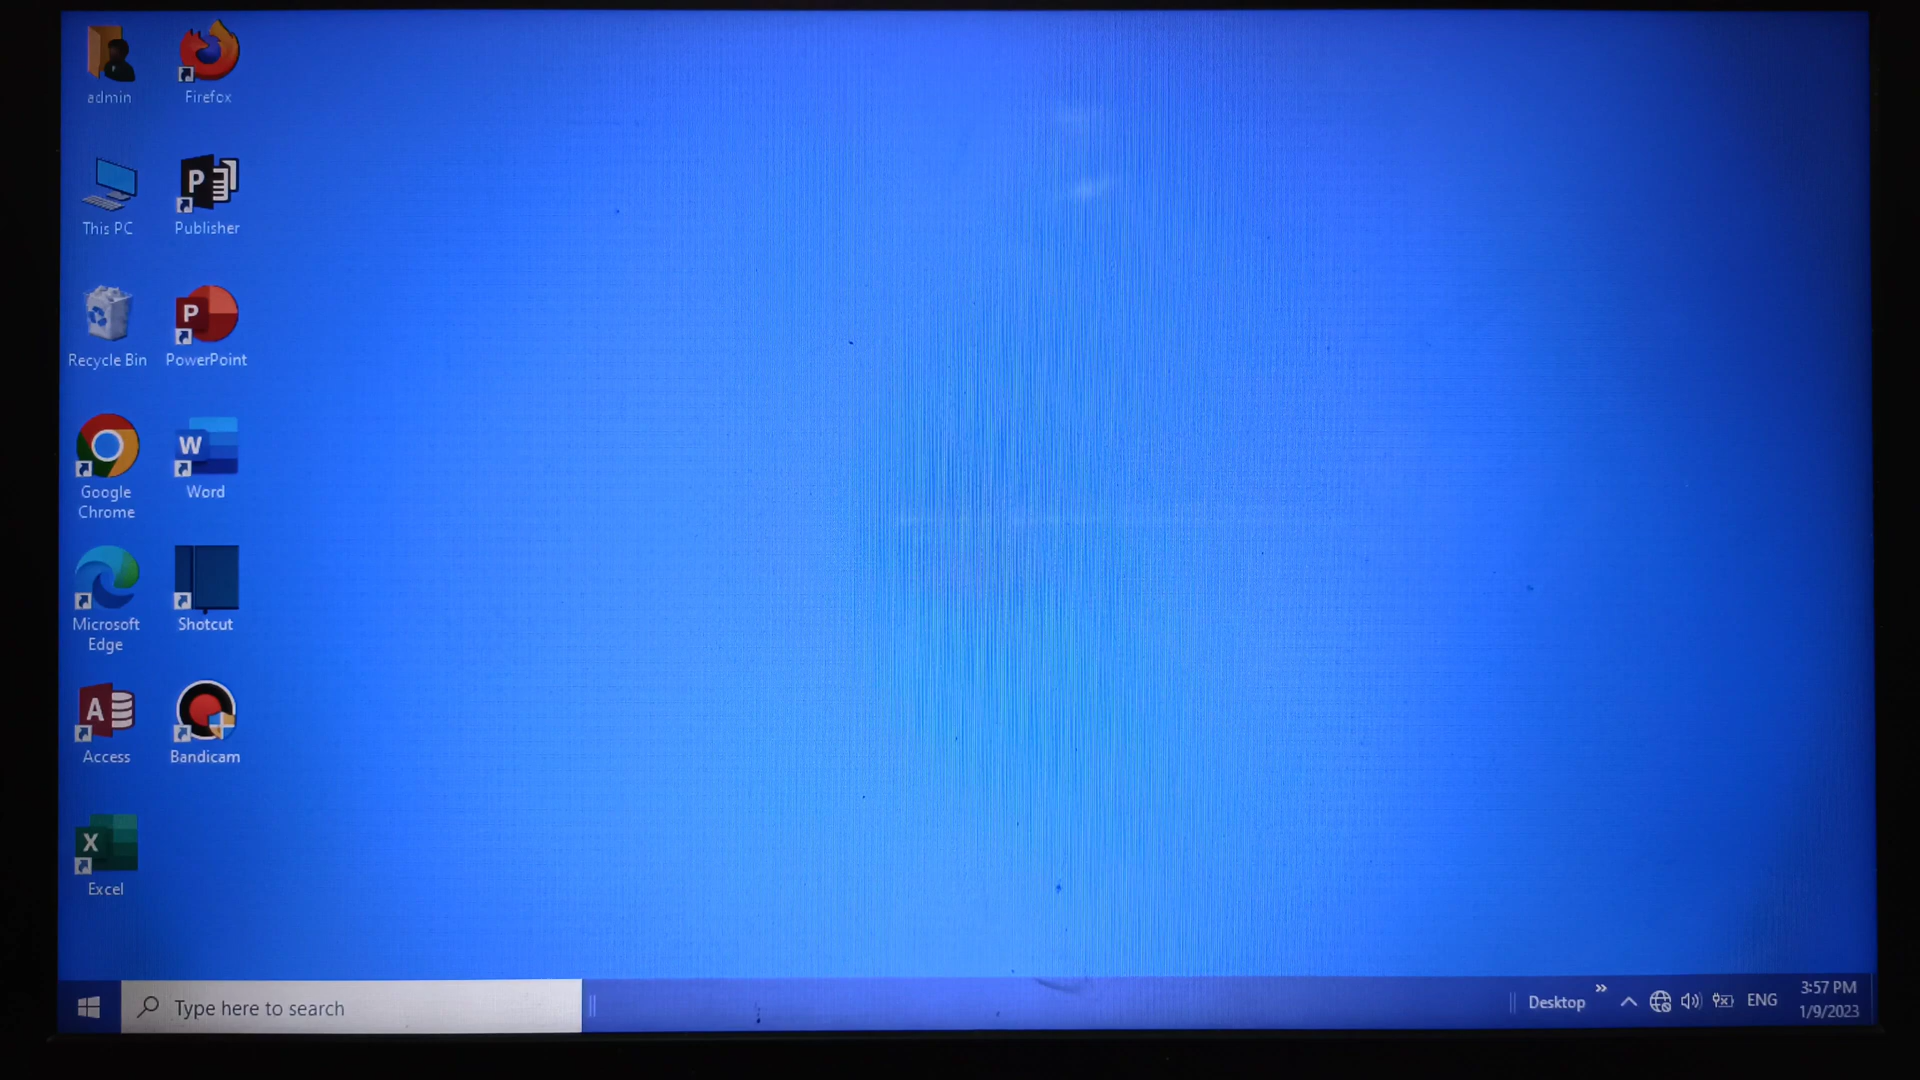 admin
Firefox
This PC
Publisher
Recycle Bin
PowerPoint
Google
Chrome
Word
Microsoft
Edge
Shotcut
Access
Bandicam
Excel
Type here to search
Desktop
ENG
3:57 PM
1/9/2023